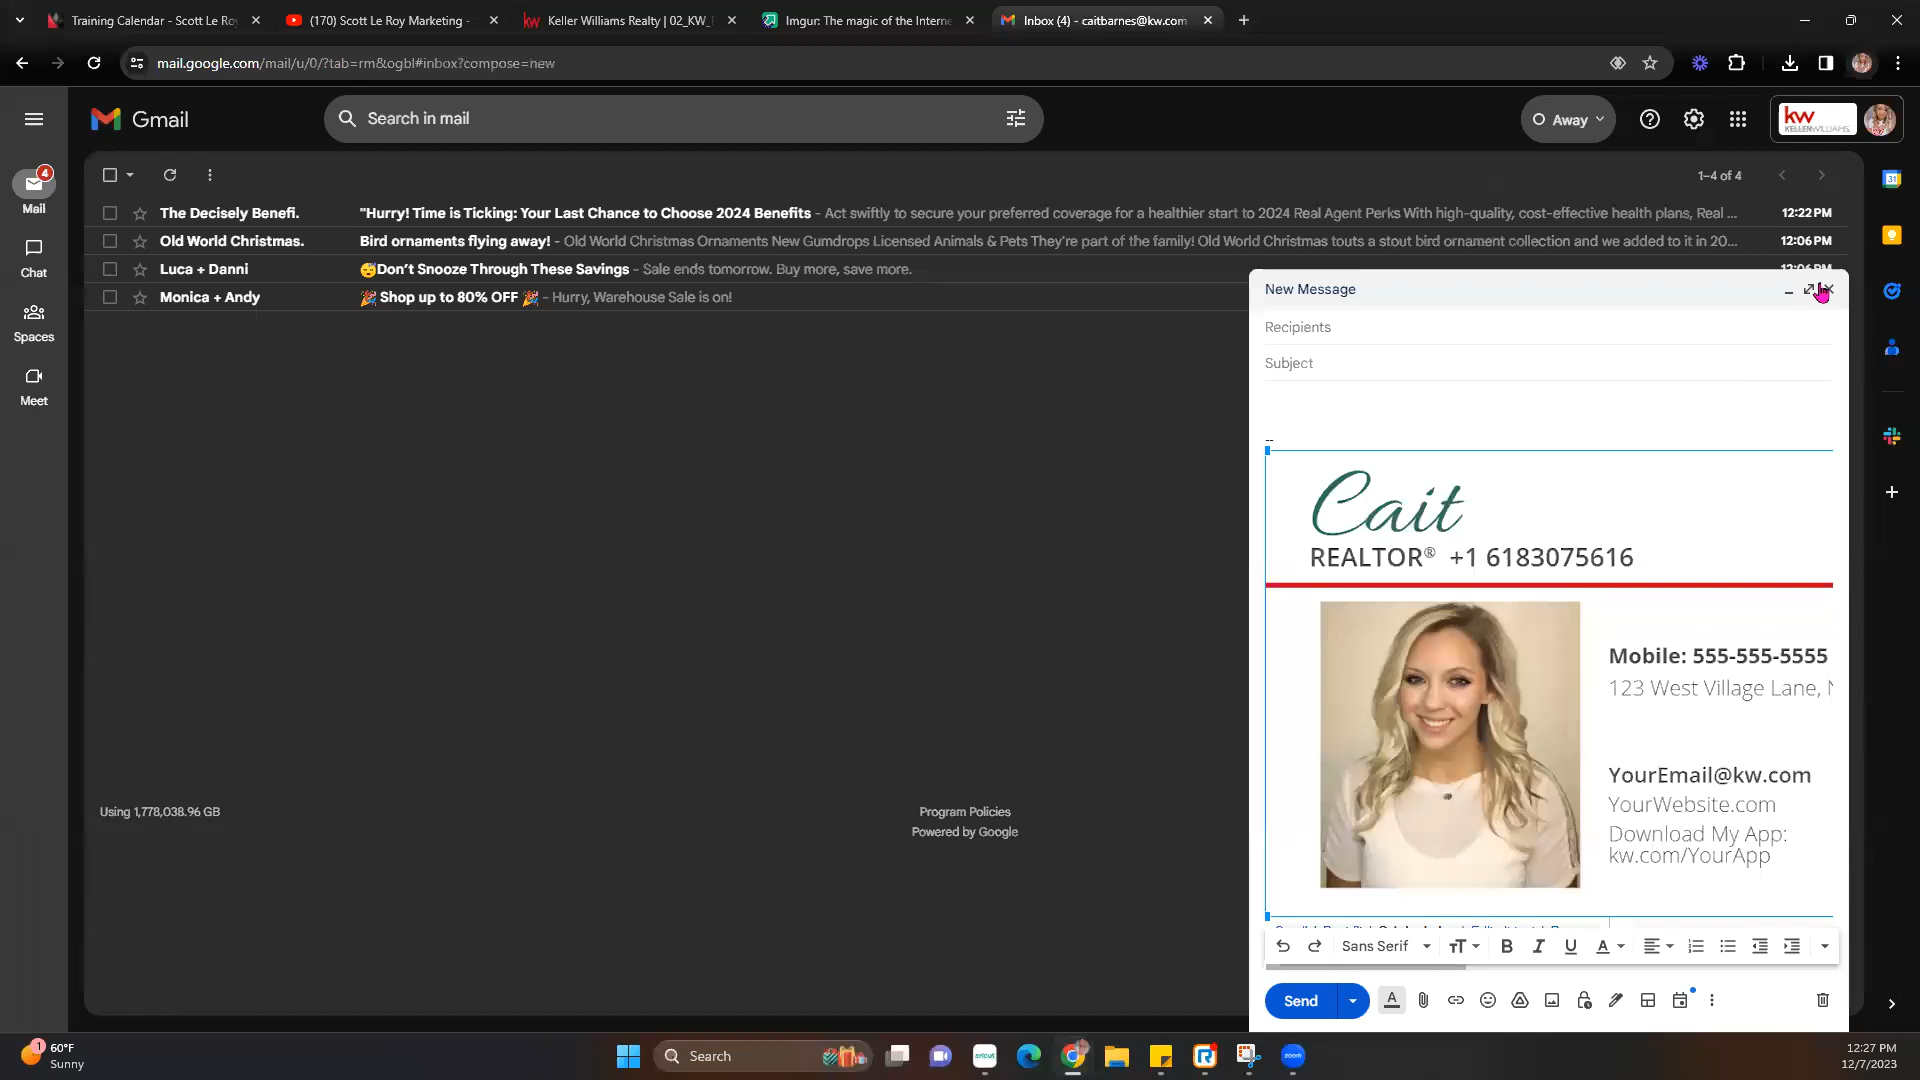 Training Calendar - Scott Le Ro
(170) Scott Le Roy Marketing -
Keller Williams Realty | 02_KW_
Imgur: The magic of the Interne
Inbox (4) - caitbarnes@kw.com
mail.google.com/mail/u/0/?tab=rm&ogbl#inbox?compose=new
Gmail
Search in mail
Away
kw
KELLERWILLIAMS.
4
Mail
Chat
Spaces
Meet
1–4 of 4
The Decisely Benefi. "Hurry! Time is Ticking: Your Last Chance to Choose 2024 Benefits - Act swiftly to secure your preferred coverage for a healthier start to 2024 Real Agent Perks With high-quality, cost-effective health plans, Real ... 12:22 PM
Old World Christmas. Bird ornaments flying away! - Old World Christmas Ornaments New Gumdrops Licensed Animals & Pets They're part of the family! Old World Christmas touts a stout bird ornament collection and we added to it in 20... 12:06 PM
Luca + Danni 😴Don't Snooze Through These Savings - Sale ends tomorrow. Buy more, save more. 12:06 PM
Monica + Andy 🎉 Shop up to 80% OFF 🎉 - Hurry, Warehouse Sale is on!
New Message
Recipients
Subject
--
Cait
REALTOR® +1 6183075616
Mobile: 555-555-5555
123 West Village Lane,
YourEmail@kw.com
YourWebsite.com
Download My App:
kw.com/YourApp
Sans Serif
Send
Using 1,778,038.96 GB
Program Policies
Powered by Google
31
1
60°F
Sunny
Search
cricut
zoom
12:27 PM
12/7/2023